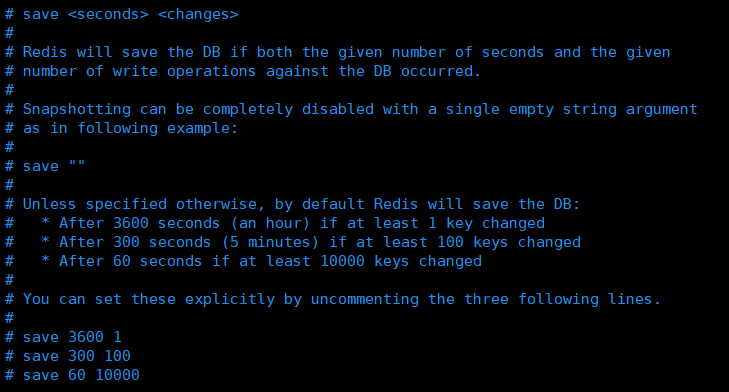 # save <seconds> <changes>
#
# Redis will save the DB if both the given number of seconds and the given
# number of write operations against the DB occurred.
#
# Snapshotting can be completely disabled with a single empty string argument
# as in following example:
#
# save ""
#
# Unless specified otherwise, by default Redis will save the DB:
#   * After 3600 seconds (an hour) if at least 1 key changed
#   * After 300 seconds (5 minutes) if at least 100 keys changed
#   * After 60 seconds if at least 10000 keys changed
#
# You can set these explicitly by uncommenting the three following lines.
#
# save 3600 1
# save 300 100
# save 60 10000